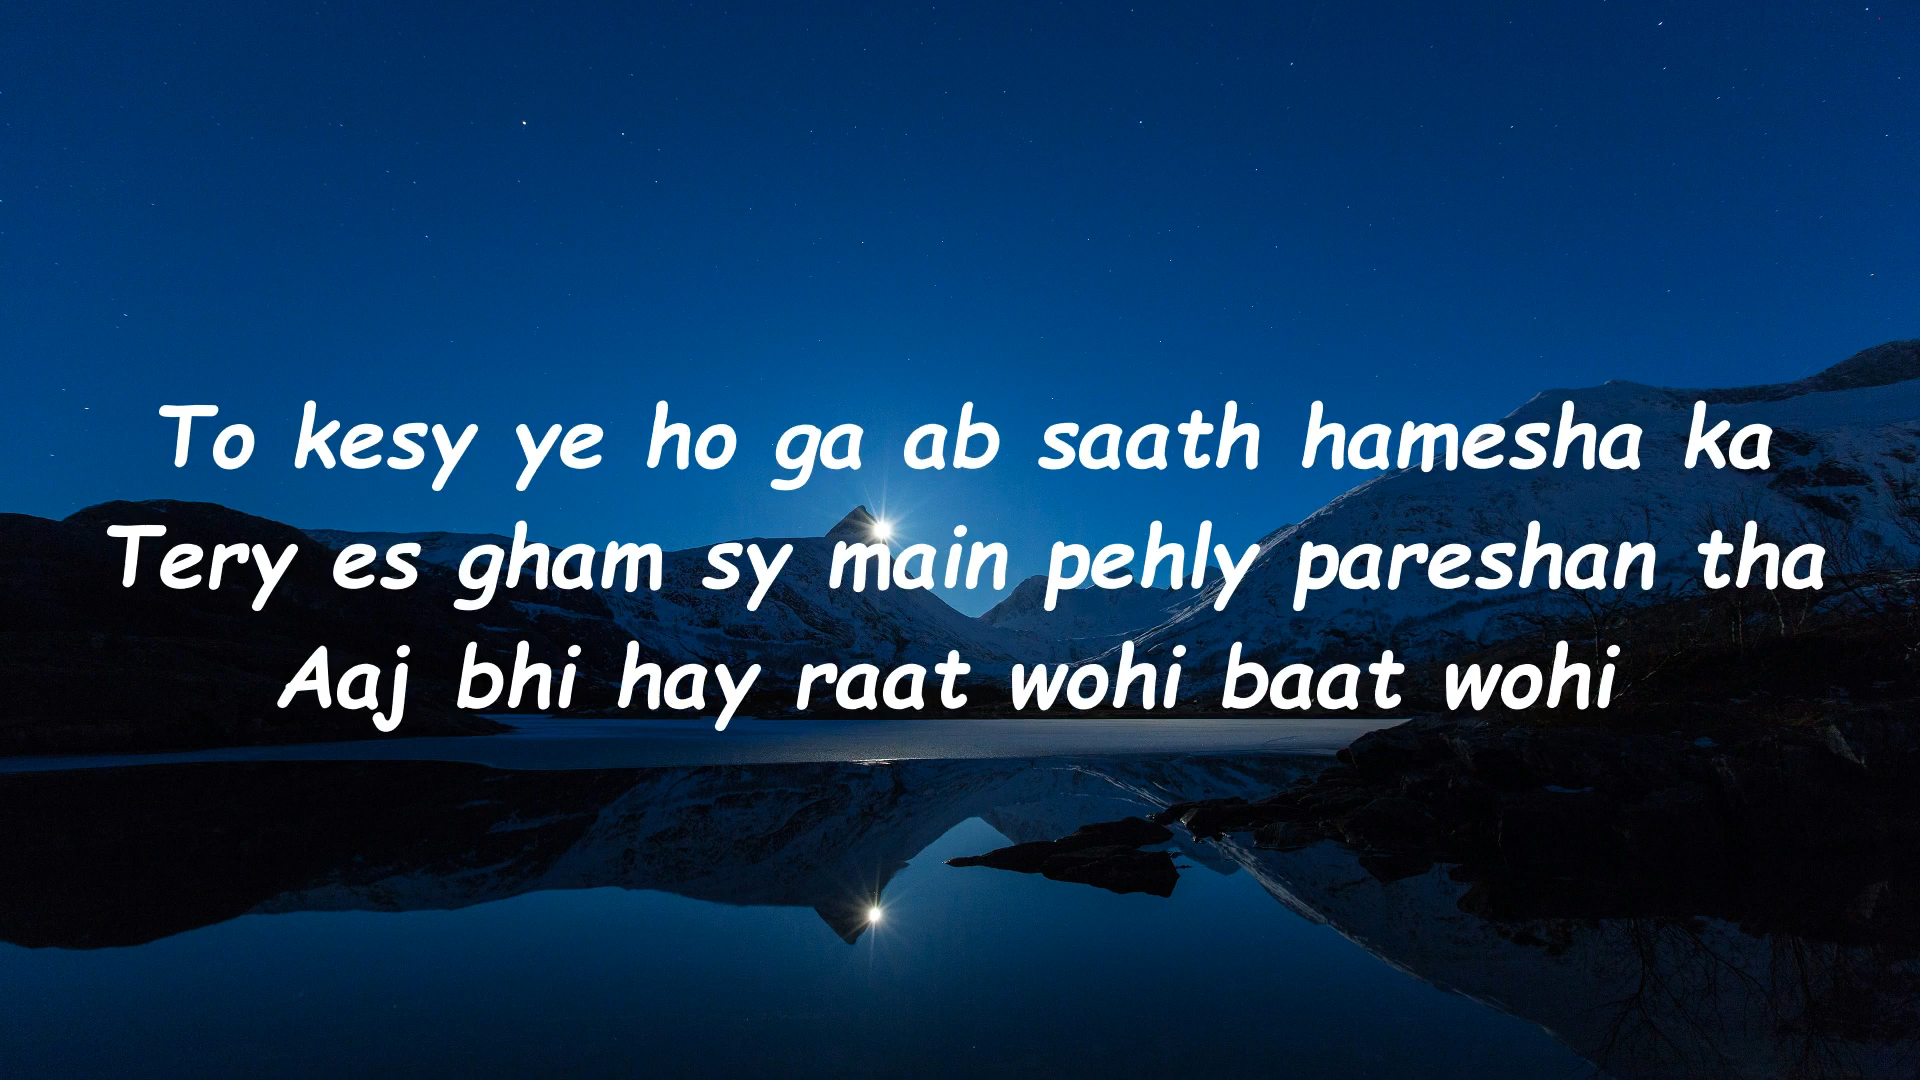 To kesy ye ho ga ab saath hamesha ka
Tery es gham sy main pehly pareshan tha
Aaj bhi hay raat wohi baat wohi